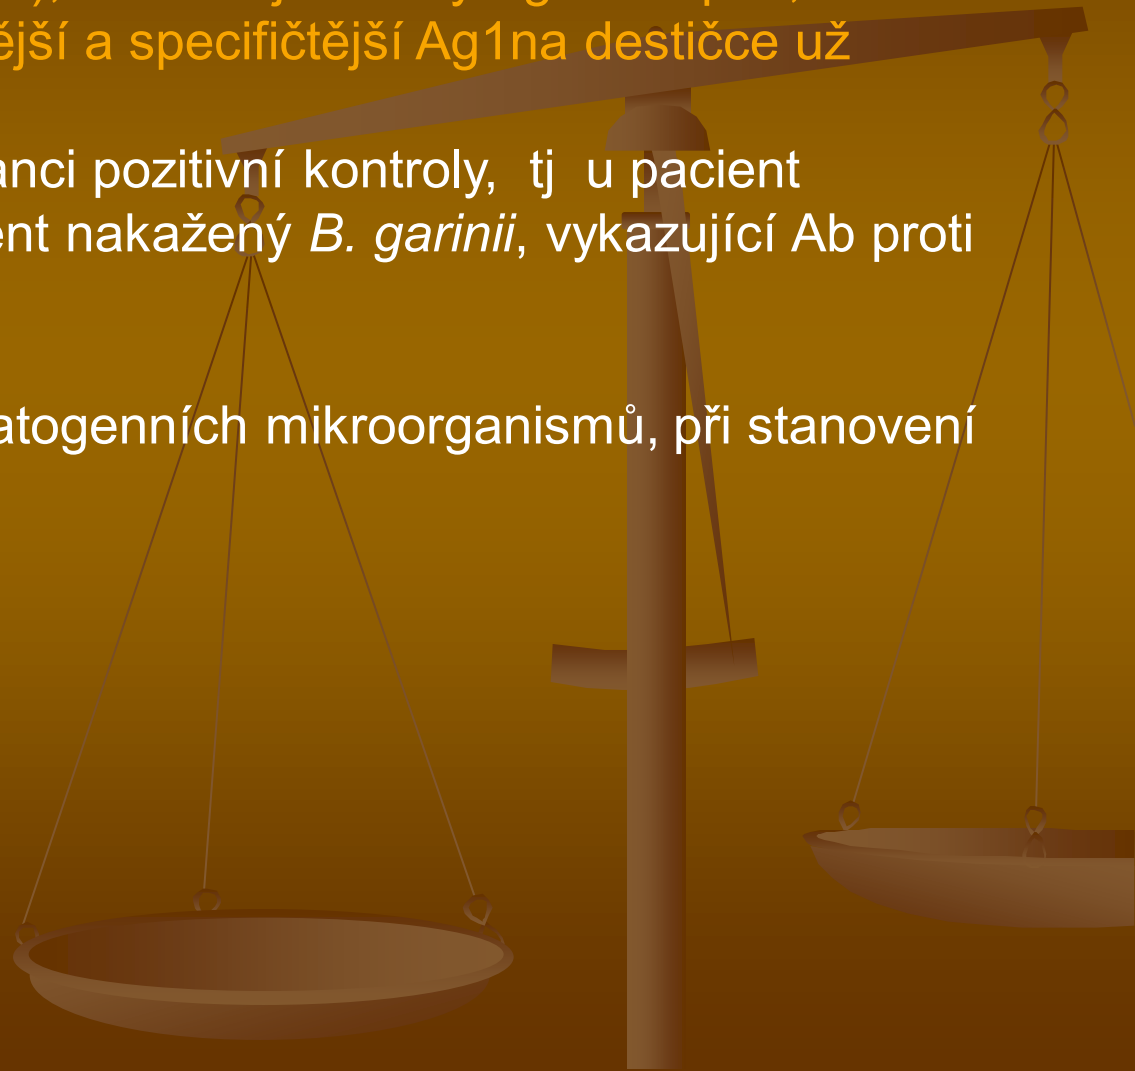 ější a specifičtější Ag1na destičce už
anci pozitivní kontroly, tj u pacient
ent nakažený B. garinii, vykazující Ab proti
atogenních mikroorganismů, při stanovení